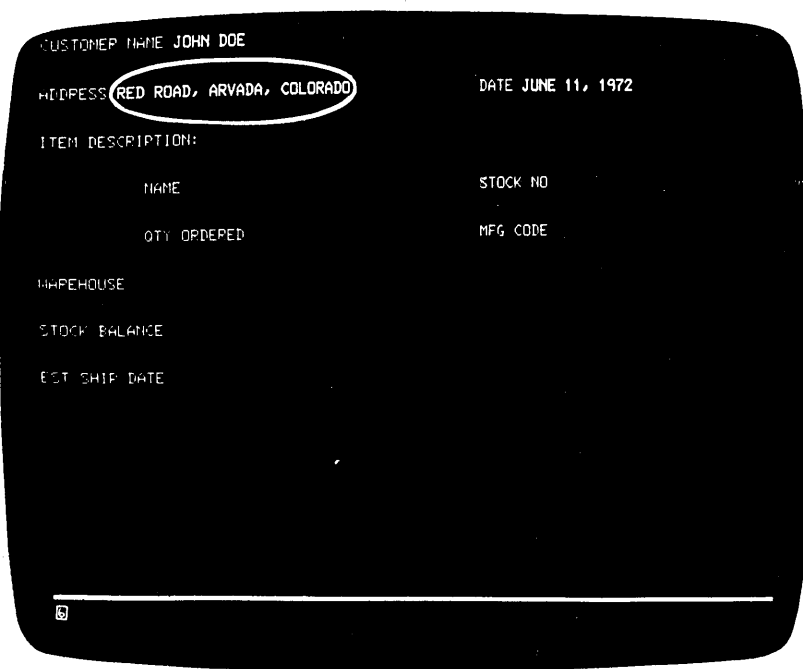 CUSTOMER NAME JOHN DOE
ADDRESS RED ROAD, ARVADA, COLORADO DATE JUNE 11, 1972
ITEM DESCRIPTION:
NAME STOCK NO
QTY ORDERED MFG CODE
WAREHOUSE
STOCK BALANCE
EST SHIP DATE
6